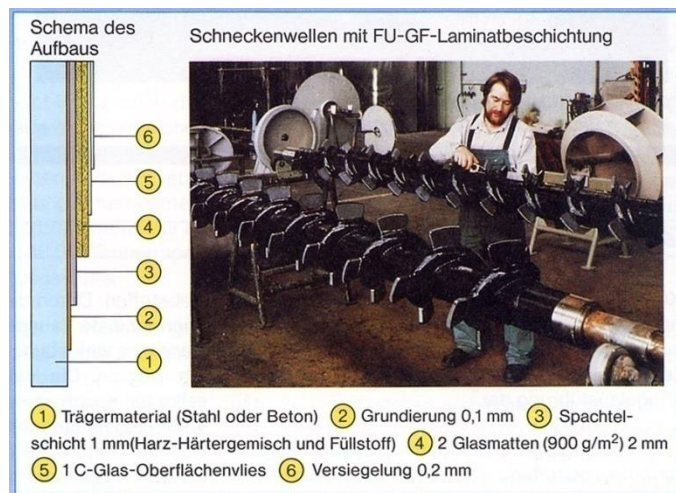 Schema des
Aufbaus
Schneckenwellen mit FU-GF-Laminatbeschichtung
6
5
4
3
2
1
1 Trägermaterial (Stahl oder Beton) 2 Grundierung 0,1 mm 3 Spachtel-
schicht 1 mm(Harz-Härtergemisch und Füllstoff) 4 2 Glasmatten (900 g/m²) 2 mm
5 1 C-Glas-Oberflächenvlies 6 Versiegelung 0,2 mm